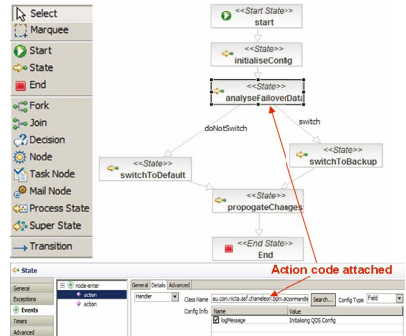 Select
Marquee
Start
State
End
Fork
Join
Decision
Node
Task Node
Mail Node
Process State
Super State
Transition
<<Start State>>
start
<<State>>
initialiseConfig
<<State>>
analyseFailoverData
doNotSwitch
switch
<<State>>
switchToDefault
<<State>>
switchToBackup
<<State>>
propogateChanges
<<End State>>
End
Action code attached
State
General
Exceptions
Events
Timers
Advanced
node-enter
action
action
General Details Advanced
Handler
Class Name
Search...
Config Type
Field
Config Info
Name
Value
logMessage
Initialising QOS Config